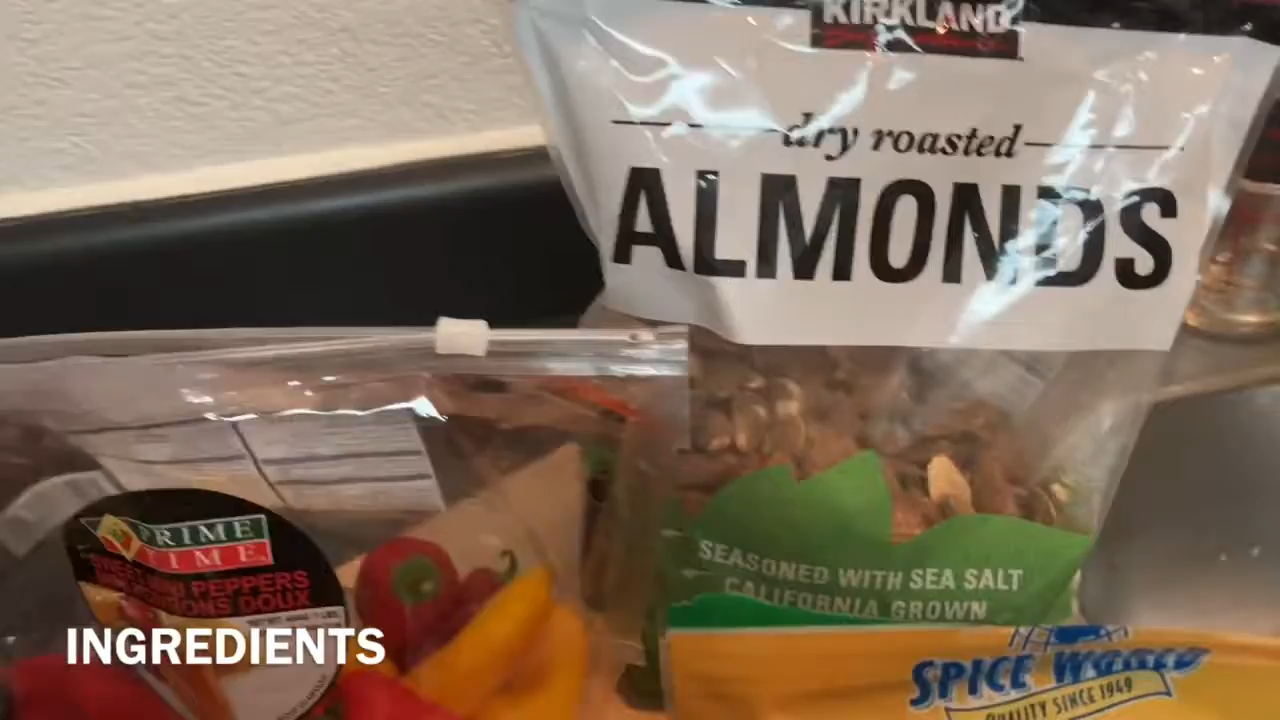 KIRKLAND
dry roasted
ALMONDS
SEASONED WITH SEA SALT
CALIFORNIA GROWN
PRIME
TIME
SWEET MINI PEPPERS
DOUX
INGREDIENTS
SPICE WORLD
QUALITY SINCE 1949